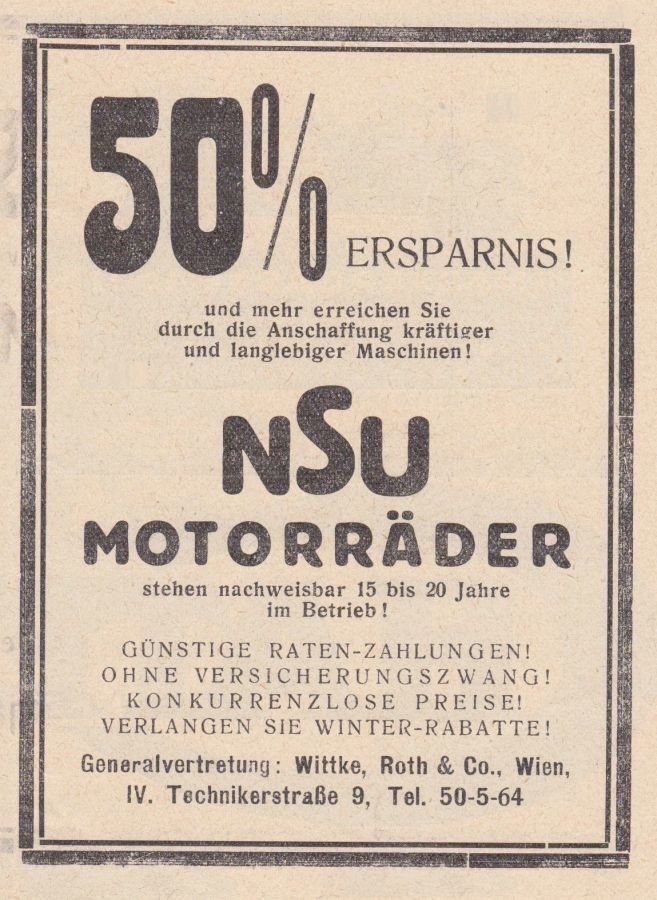 50% ERSPARNIS!
und mehr erreichen Sie
durch die Anschaffung kräftiger
und langlebiger Maschinen!
NSU
MOTORRÄDER
stehen nachweisbar 15 bis 20 Jahre
im Betrieb!
GÜNSTIGE RATEN-ZAHLUNGEN!
OHNE VERSICHERUNGSZWANG!
KONKURRENZLOSE PREISE!
VERLANGEN SIE WINTER-RABATTE!
Generalvertretung: Wittke, Roth & Co., Wien,
IV. Technikerstraße 9, Tel. 50-5-64